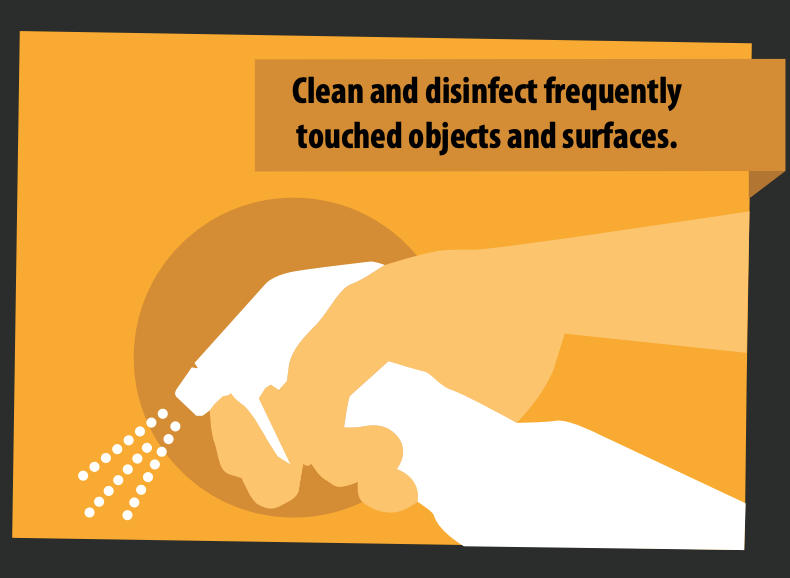 Clean and disinfect frequently
touched objects and surfaces.